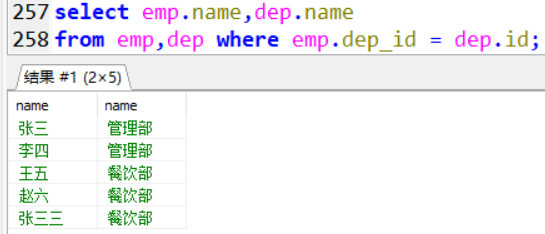 257 select emp.name,dep.name
258 from emp,dep where emp.dep_id = dep.id;
结果 #1 (2×5)
name name
张三 管理部
李四 管理部
王五 餐饮部
赵六 餐饮部
张三三 餐饮部